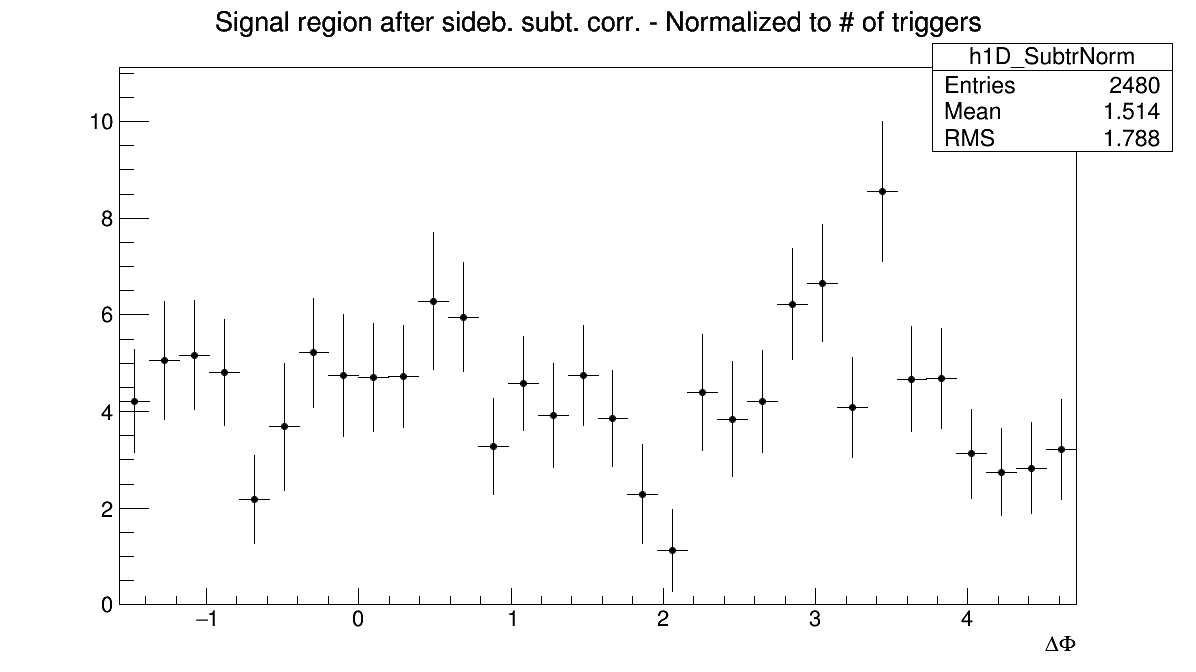 Signal region after sideb. subt. corr. - Normalized to # of triggers
h1D_SubtrNorm
Entries 2480
Mean 1.514
RMS 1.788
10
8
6
4
2
0
−1 0 1 2 3 4
ΔΦ